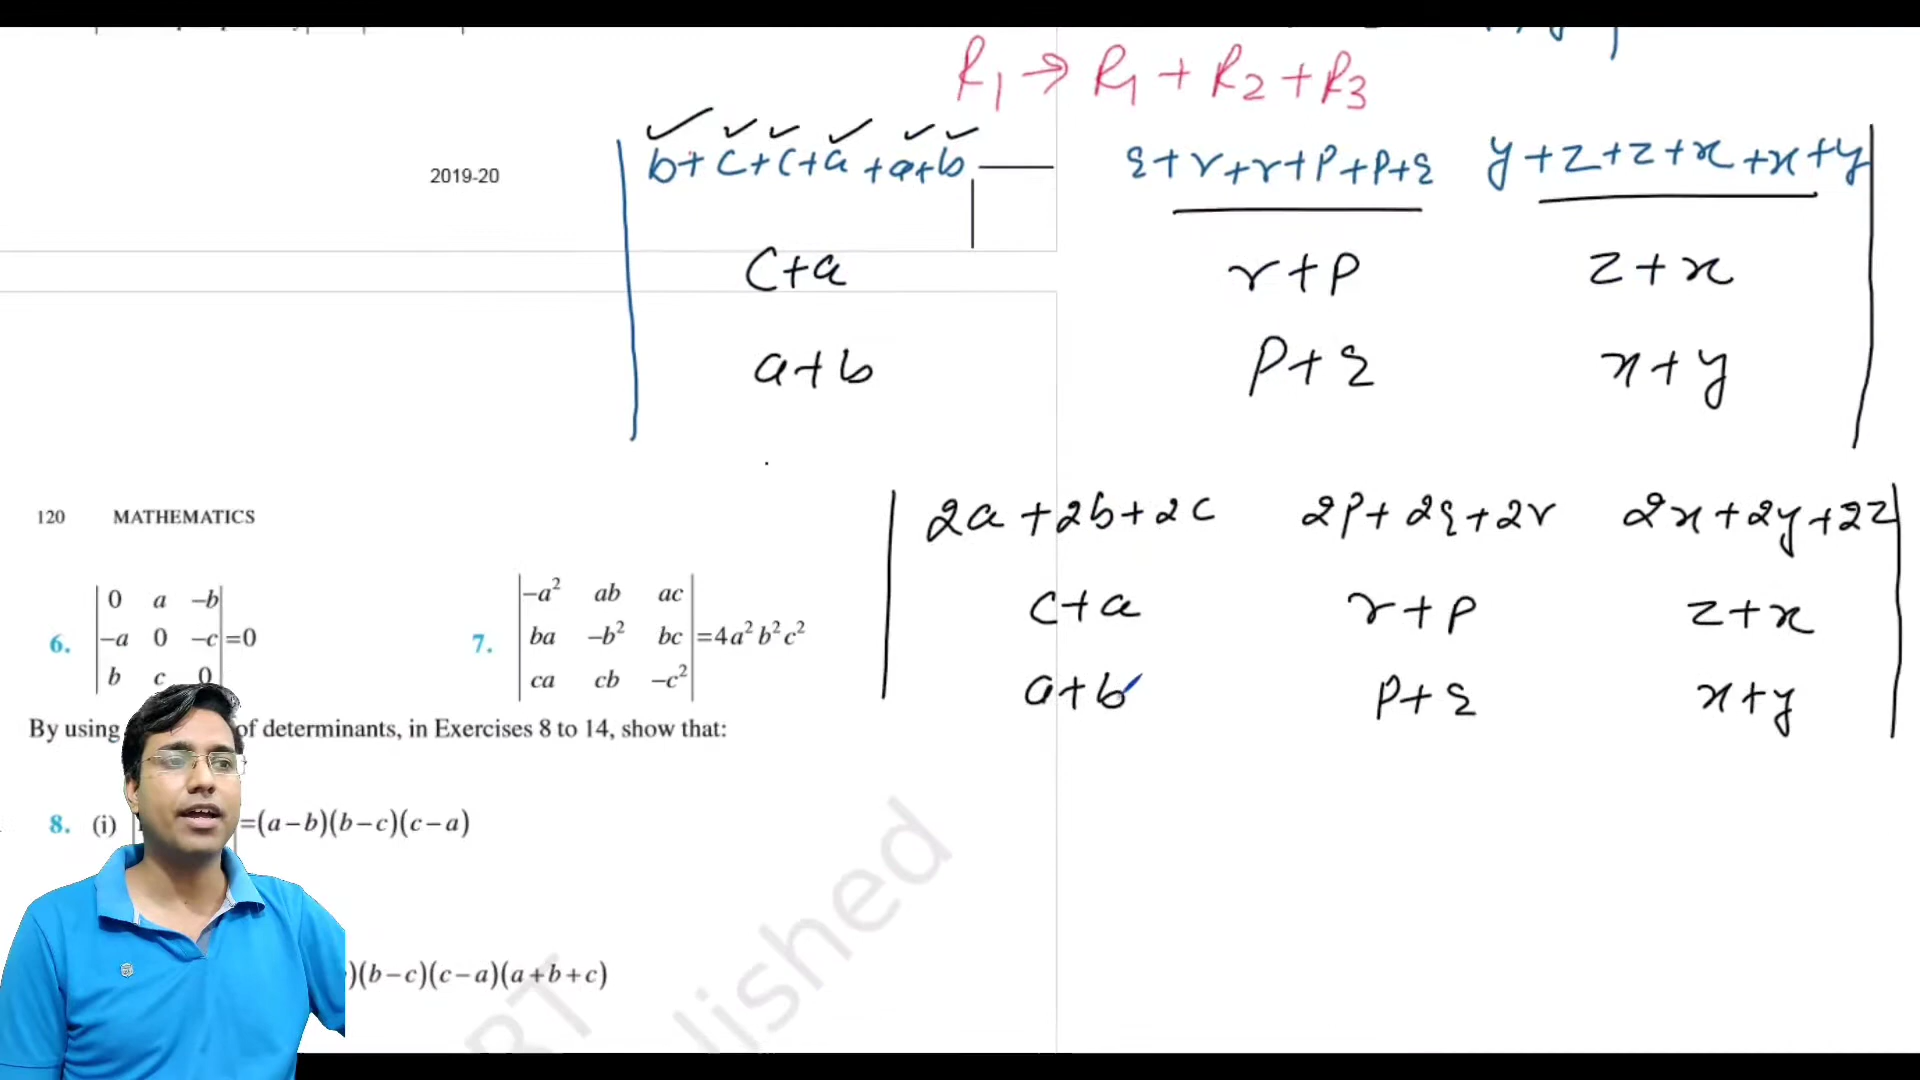 R₁ → R₁ + R₂ + R₃
b+c+c+a+a+b q+r+r+p+p+q y+z+z+x+x+y
2019-20
c+a r+p z+x
a+b p+q x+y
2a+2b+2c 2p+2q+2r 2x+2y+2z
c+a r+p z+x
a+b p+q x+y
120 MATHEMATICS
6. |0 a −b|
|−a 0 −c| =0
|b c 0|
7. |−a² ab ac|
|ba −b² bc| =4a²b²c²
|ca cb −c²|
By using of determinants, in Exercises 8 to 14, show that:
8. (i) =(a−b)(b−c)(c−a)
)(b−c)(c−a)(a+b+c)
lished